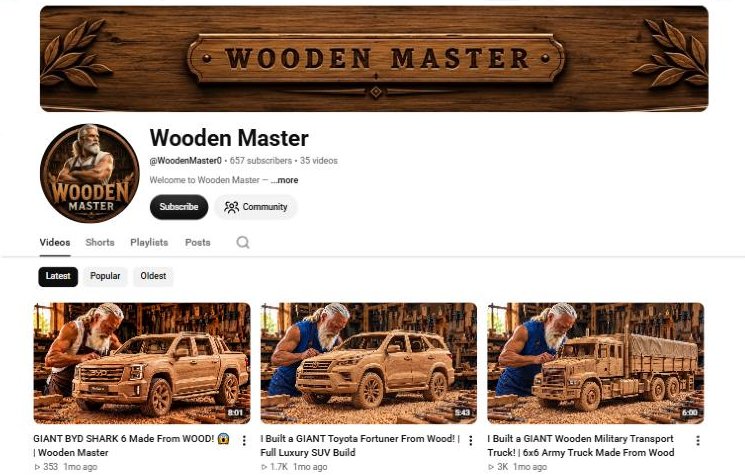 WOODEN MASTER
Wooden Master
@WoodenMaster0 • 657 subscribers • 35 videos
Welcome to Wooden Master — ...more
WOODEN
MASTER
Subscribe
Community
Videos Shorts Playlists Posts
Latest Popular Oldest
8:01
5:43
6:00
GIANT BYD SHARK 6 Made From WOOD! 😱
| Wooden Master
353 1mo ago
I Built a GIANT Toyota Fortuner From Wood! |
Full Luxury SUV Build
1.7K 1mo ago
I Built a GIANT Wooden Military Transport
Truck! | 6x6 Army Truck Made From Wood
3K 1mo ago